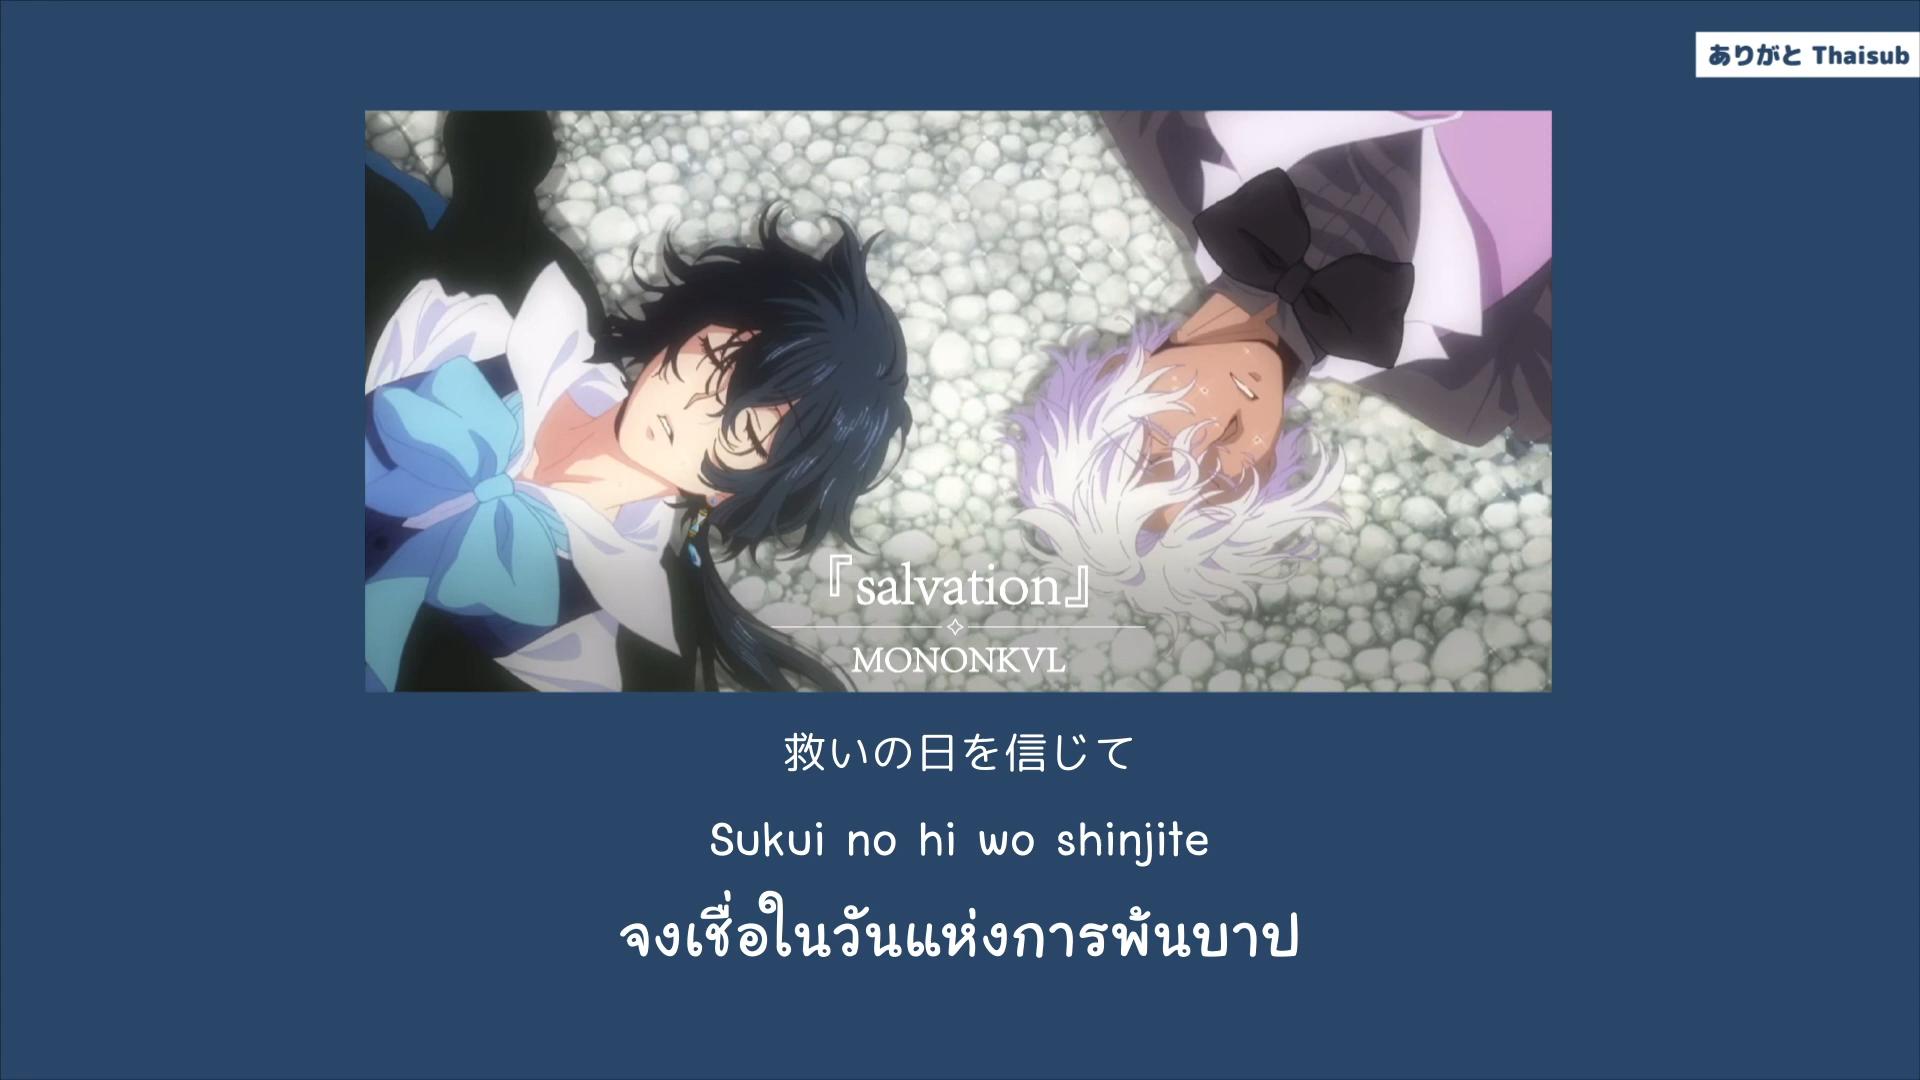 ありがと Thaisub
『salvation』
MONONKVL
救いの日を信じて
Sukui no hi wo shinjite
จงเชื่อในวันแห่งการพ้นบาป